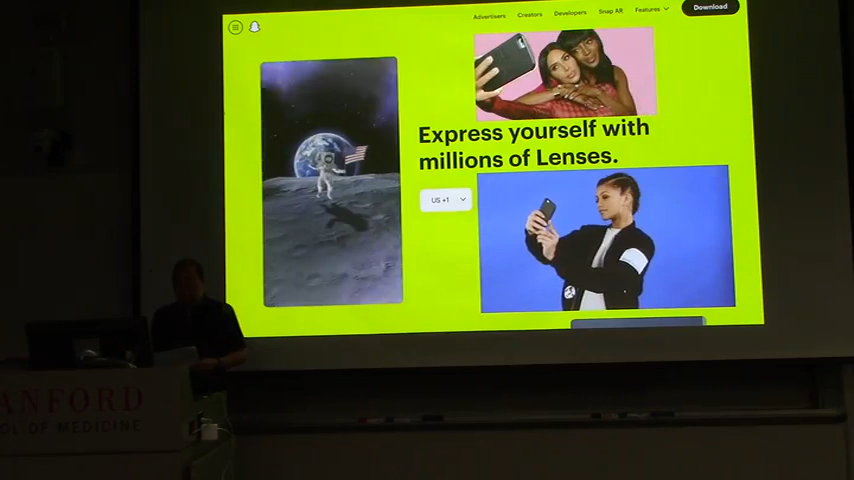 Advertisers Creators Developers Snap AR Features Download
Express yourself with
millions of Lenses.
US +1
ANFORD
OL OF MEDICINE